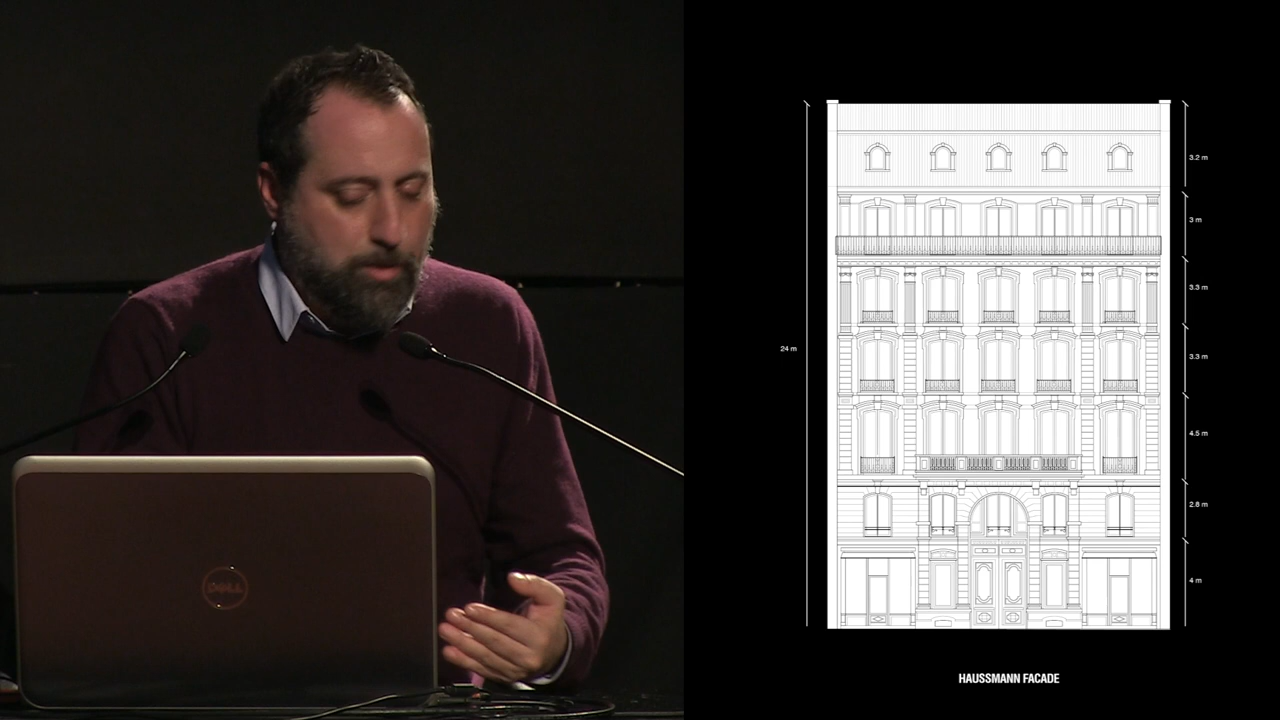 DELL
3.2 m
3 m
3.3 m
24 m
3.3 m
4.5 m
2.8 m
4 m
HAUSSMANN FACADE